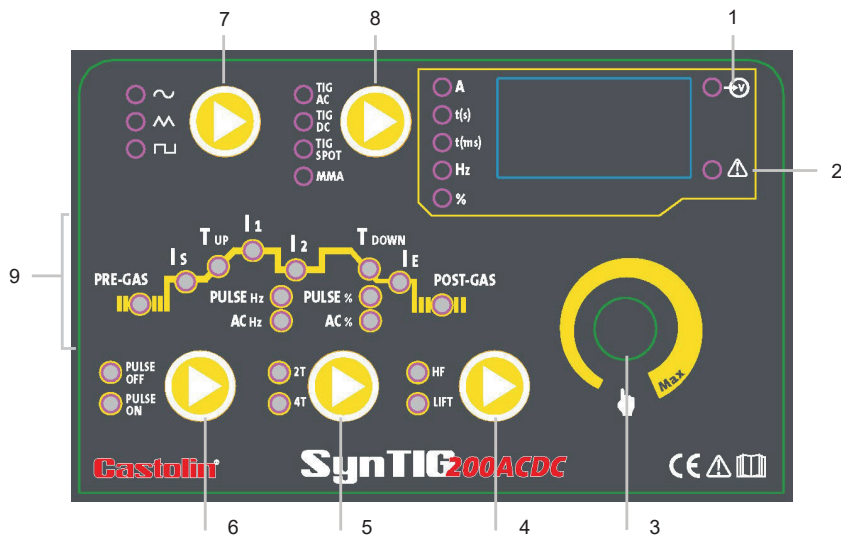 7 8 1
TIG AC
TIG DC
TIG SPOT
MMA
A
t(s)
t(ms)
Hz
%
V
2
9
PRE-GAS
IS
T UP
I1
I2
T DOWN
IE
POST-GAS
PULSE Hz
PULSE %
AC Hz
AC %
PULSE OFF
PULSE ON
2T
4T
HF
LIFT
Max
Castolin®
SynTIG 200ACDC
CE
6 5 4 3